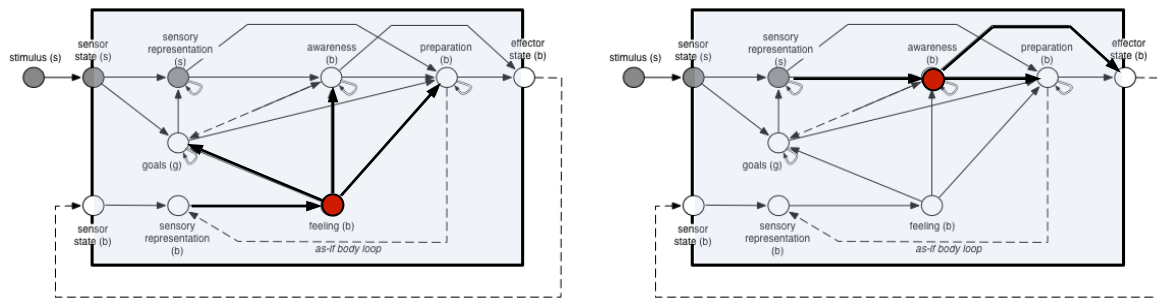 stimulus (s)
sensor
state (s)
sensory
representation
(s)
awareness
(b)
preparation
(b)
effector
state (b)
goals (g)
sensor
state (b)
sensory
representation
(b)
feeling (b)
as-if body loop
stimulus (s)
sensor
state (s)
sensory
representation
(s)
awareness
(b)
preparation
(b)
effector
state (b)
goals (g)
sensor
state (b)
sensory
representation
(b)
feeling (b)
as-if body loop